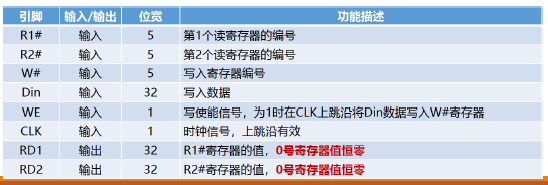 引脚 输入/输出 位宽 功能描述
R1# 输入 5 第1个读寄存器的编号
R2# 输入 5 第2个读寄存器的编号
W# 输入 5 写入寄存器编号
Din 输入 32 写入数据
WE 输入 1 写使能信号，为1时在CLK上跳沿将Din数据写入W#寄存器
CLK 输入 1 时钟信号，上跳沿有效
RD1 输出 32 R1#寄存器的值，0号寄存器值恒零
RD2 输出 32 R2#寄存器的值，0号寄存器值恒零